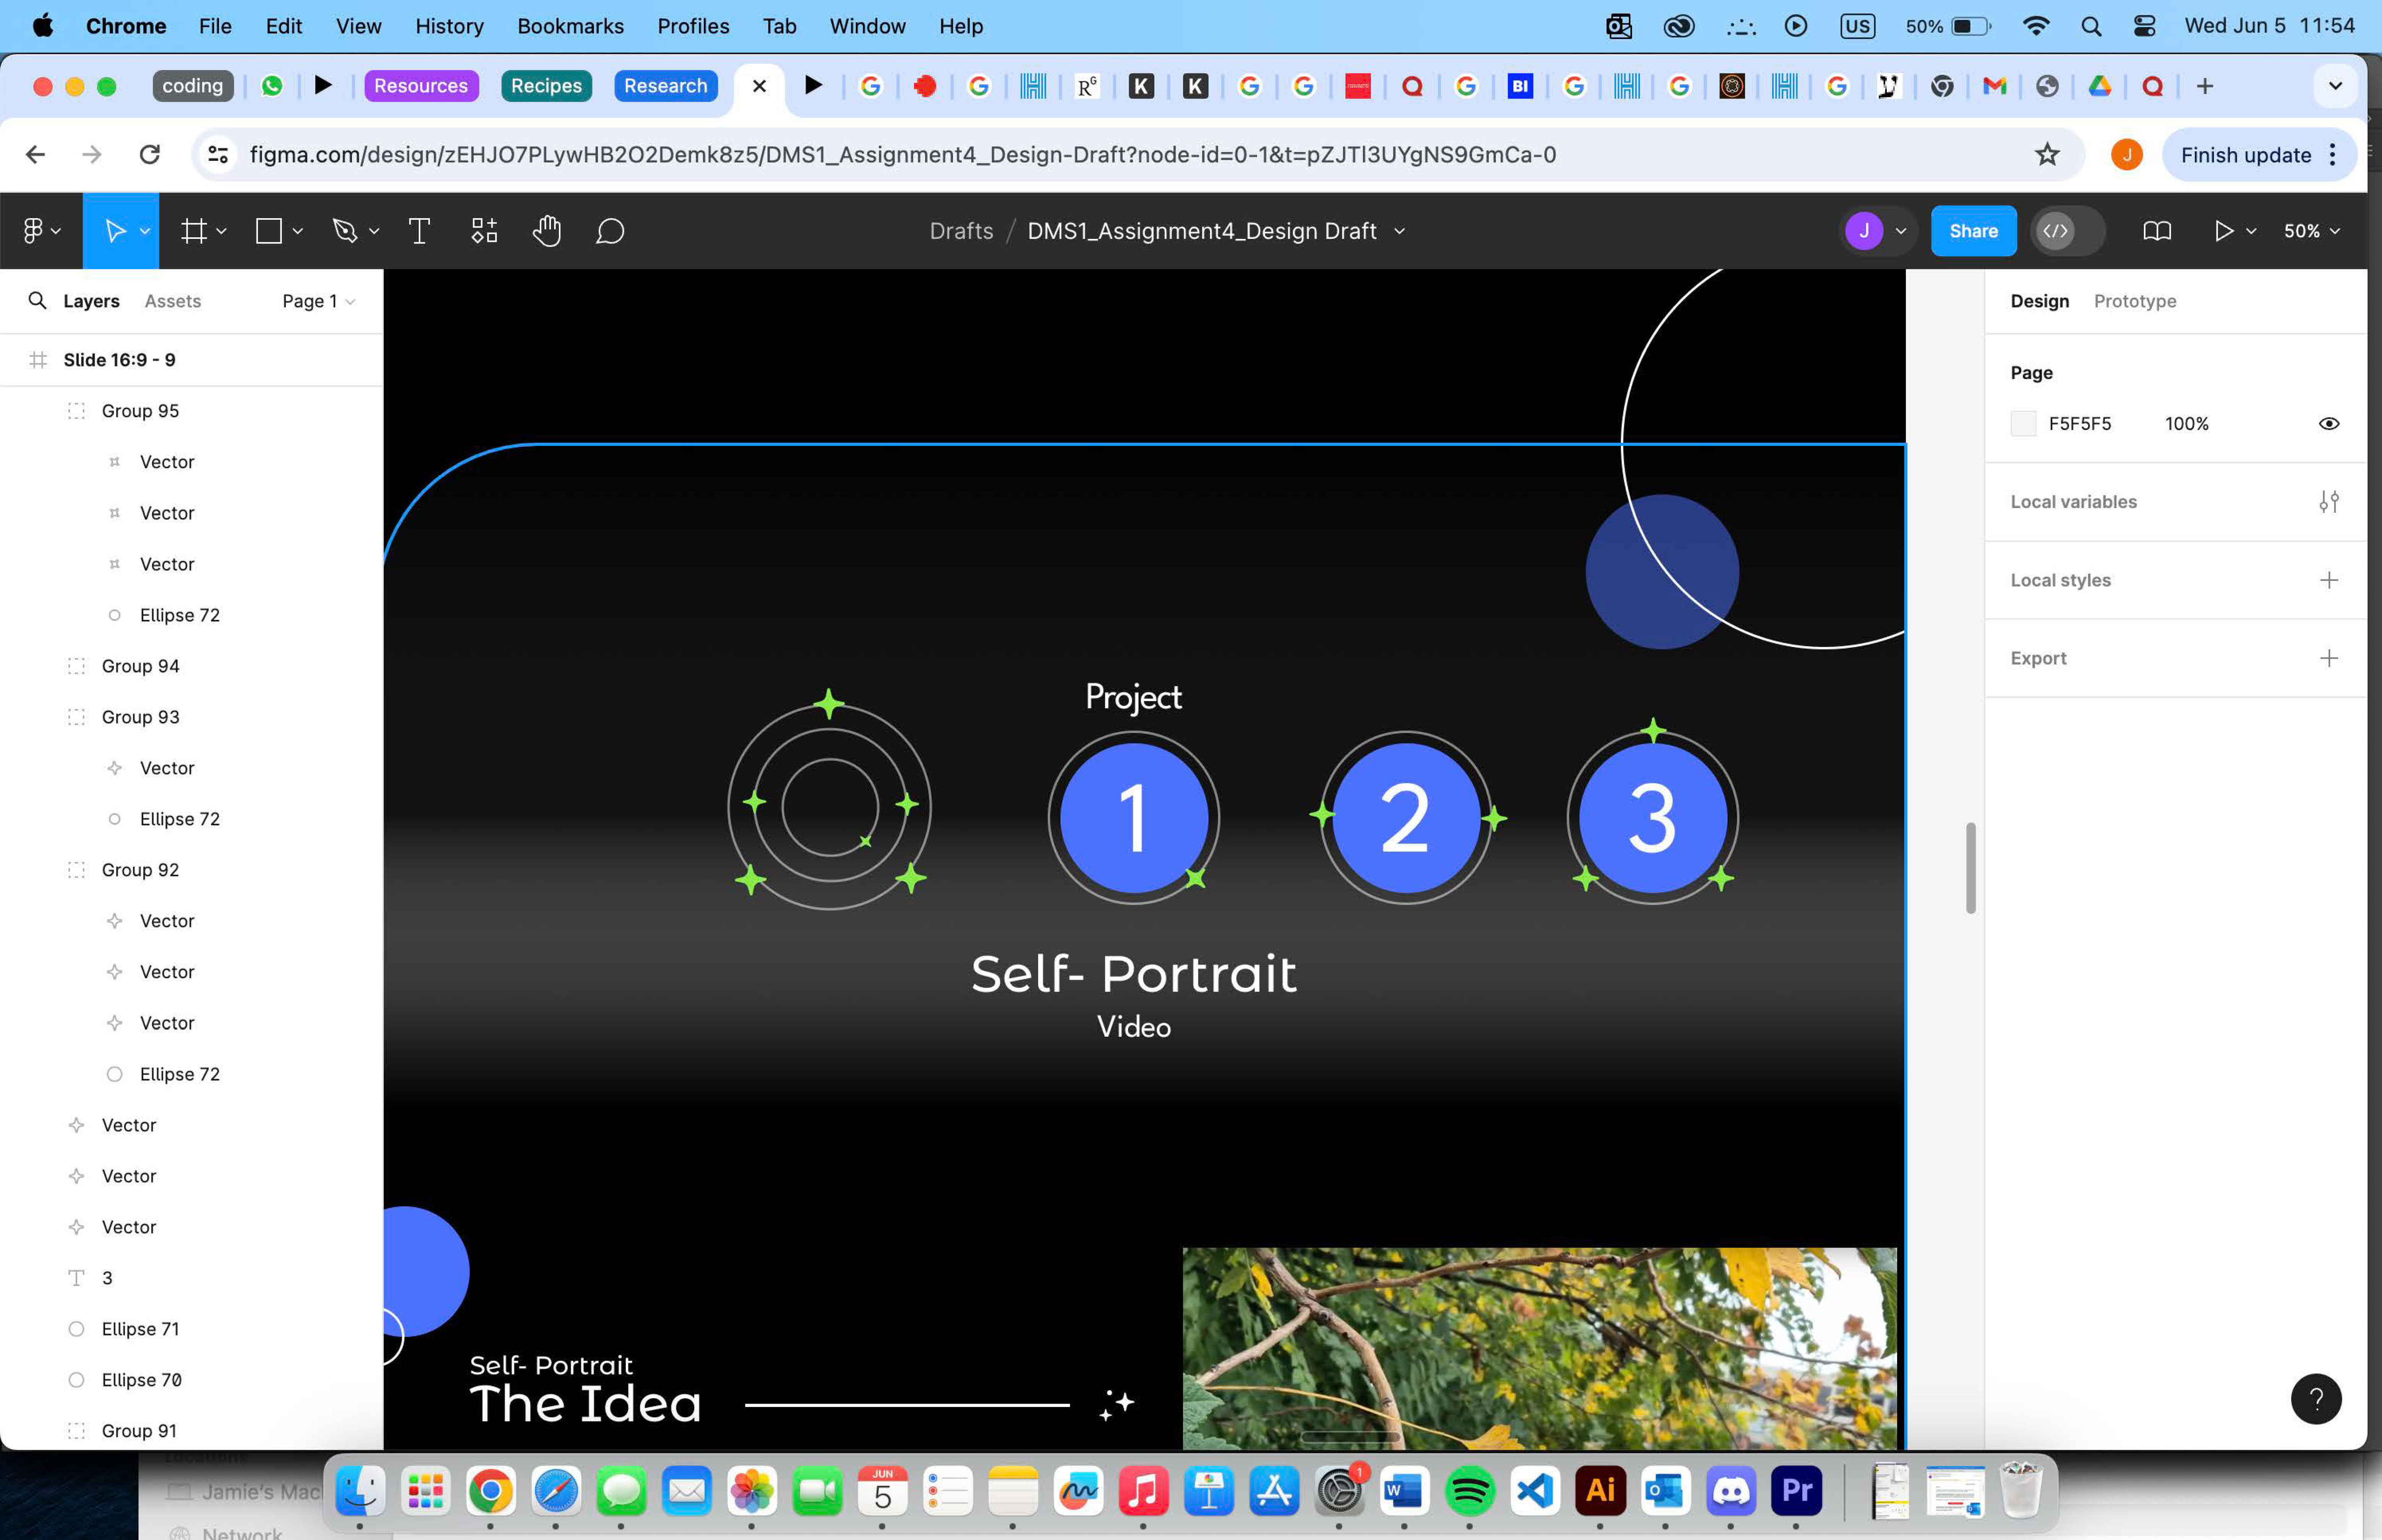 Chrome File Edit View History Bookmarks Profiles Tab Window Help US 50% Wed Jun 5 11:54
coding Resources Recipes Research K K BI
figma.com/design/zEHJO7PLywHB2O2Demk8z5/DMS1_Assignment4_Design-Draft?node-id=0-1&t=pZJTl3UYgNS9GmCa-0 J Finish update
T Drafts / DMS1_Assignment4_Design Draft J Share 50%
Layers Assets Page 1
Slide 16:9 - 9
Group 95
Vector
Vector
Vector
Ellipse 72
Group 94
Group 93
Vector
Ellipse 72
Group 92
Vector
Vector
Vector
Ellipse 72
Vector
Vector
Vector
T 3
Ellipse 71
Ellipse 70
Group 91
Project
1 2 3
Self- Portrait
Video
Self- Portrait
The Idea
Design Prototype
Page
F5F5F5 100%
Local variables
Local styles
Export
?
Jamie's Mac
Network
JUN
5
1
W
Ai
Pr